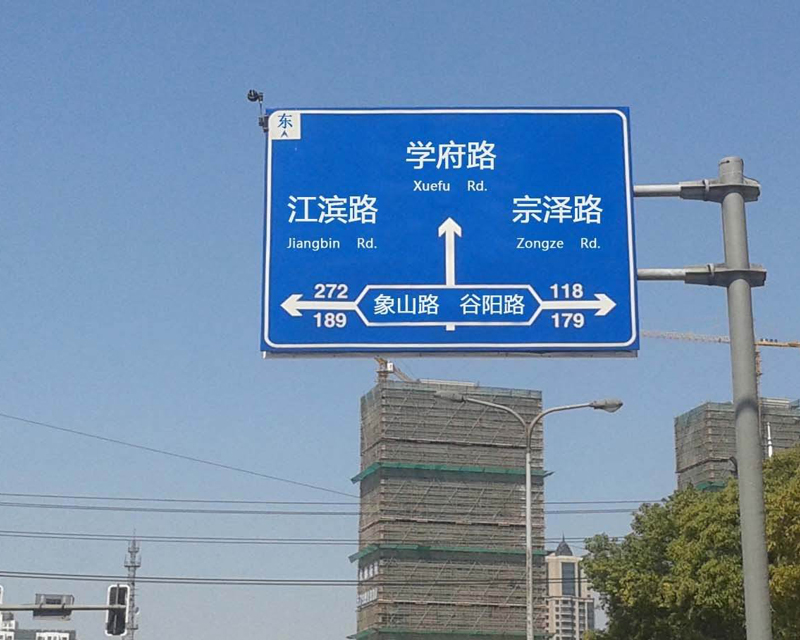 东
学府路
Xuefu Rd.
江滨路
Jiangbin Rd.
宗泽路
Zongze Rd.
272
189
象山路 谷阳路
118
179